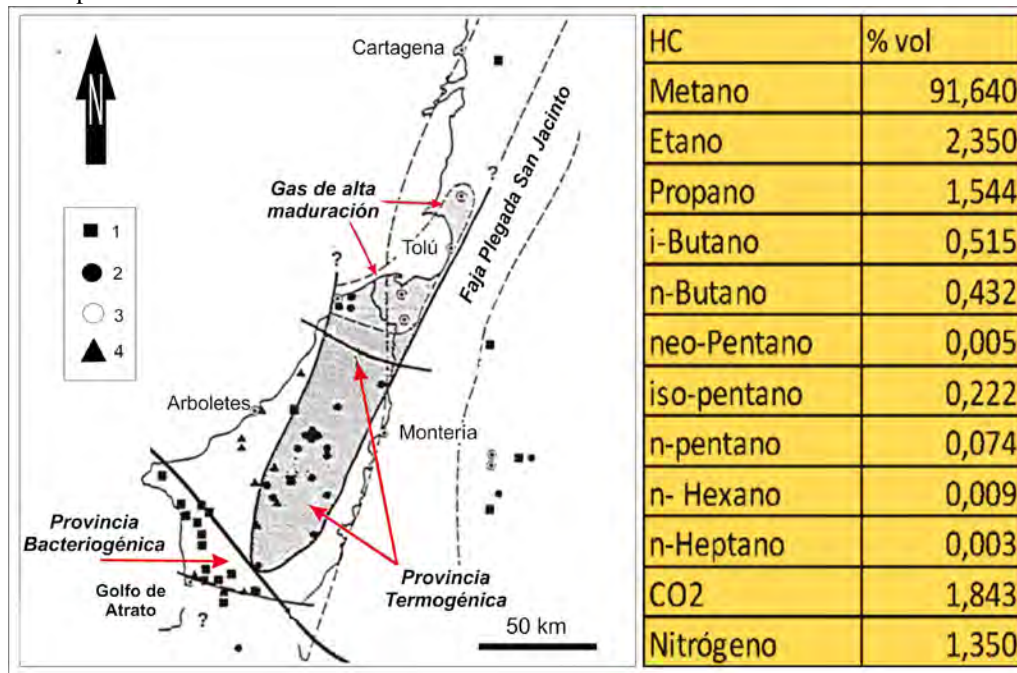 Cartagena
N
Faja Plegada San Jacinto
?
Gas de alta
maduración
Tolú
?
1
2
3
4
Arboletes
Montería
Provincia
Bacteriogénica
Golfo de
Atrato
?
Provincia
Termogénica
50 km
HC % vol
Metano 91,640
Etano 2,350
Propano 1,544
i-Butano 0,515
n-Butano 0,432
neo-Pentano 0,005
iso-pentano 0,222
n-pentano 0,074
n- Hexano 0,009
n-Heptano 0,003
CO2 1,843
Nitrógeno 1,350